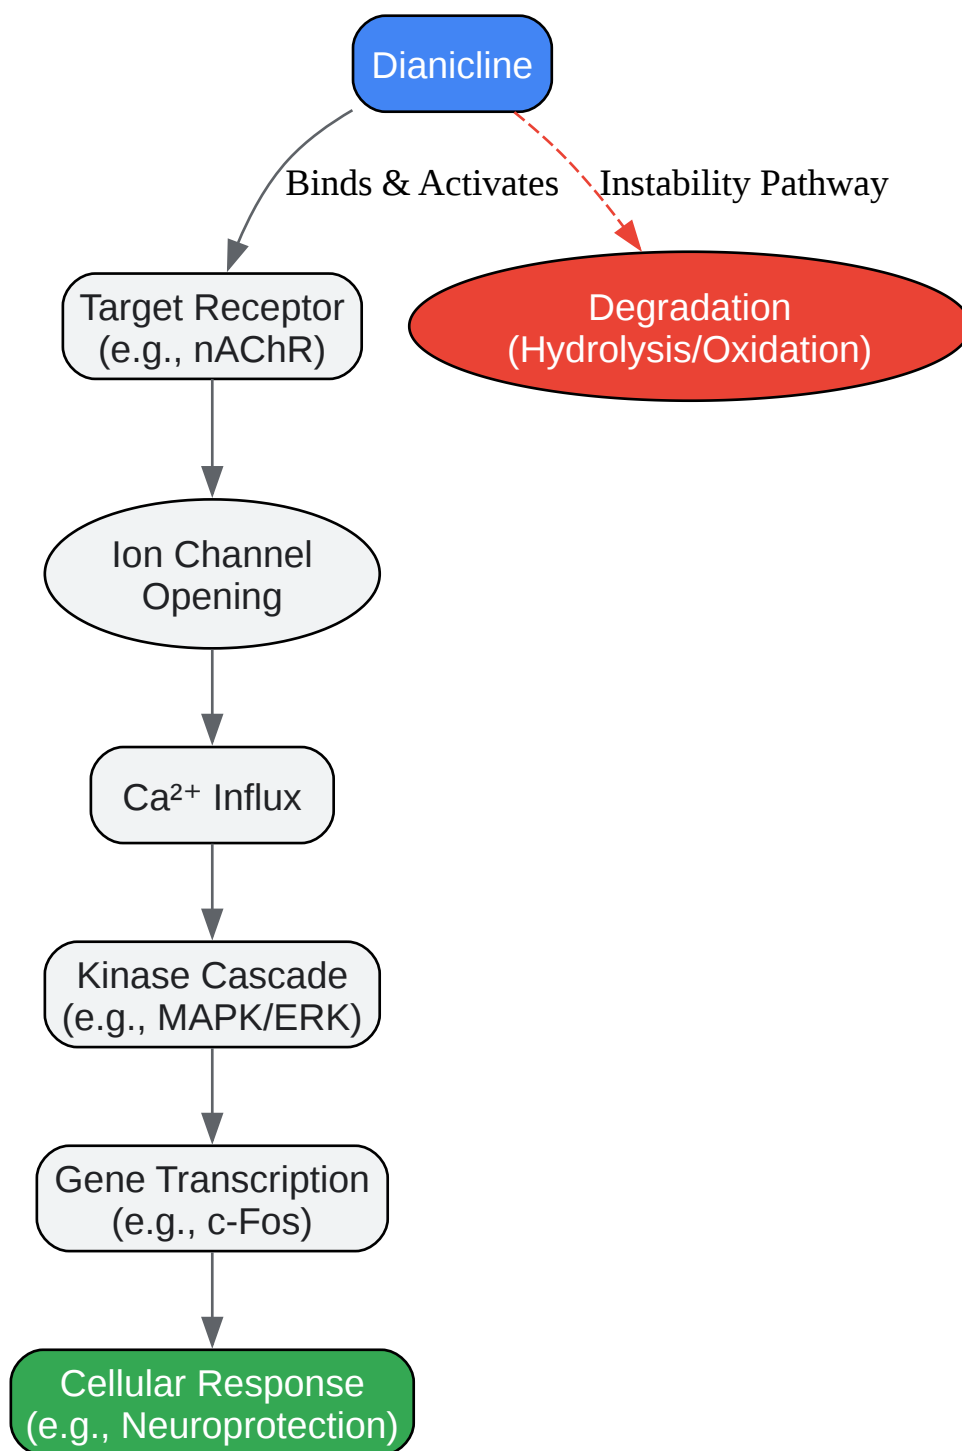 Dianicline
Binds & Activates
Instability Pathway
Target Receptor
(e.g., nAChR)
Degradation
(Hydrolysis/Oxidation)
Ion Channel
Opening
Ca²⁺ Influx
Kinase Cascade
(e.g., MAPK/ERK)
Gene Transcription
(e.g., c-Fos)
Cellular Response
(e.g., Neuroprotection)